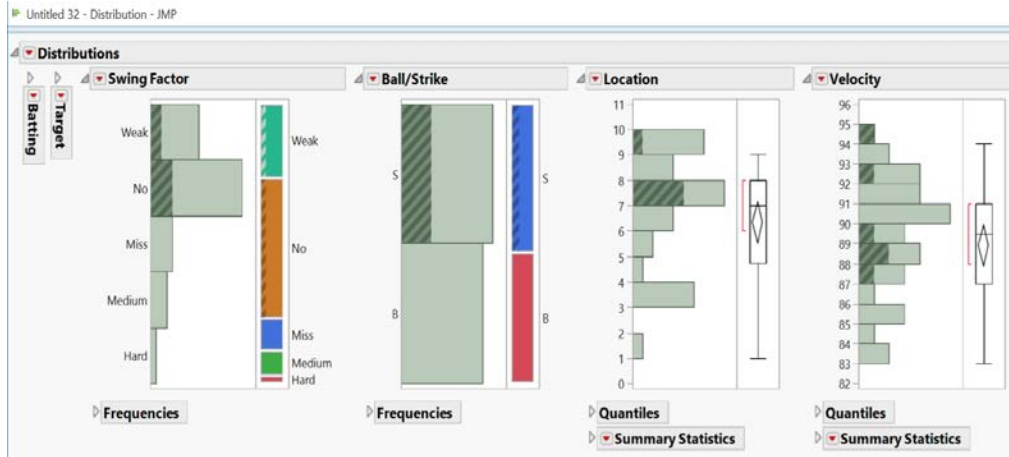 Untitled 32 - Distribution - JMP
Distributions
Batting
Target
Swing Factor
Weak
No
Miss
Medium
Hard
Weak
No
Miss
Medium
Hard
Frequencies
Ball/Strike
S
B
S
B
Frequencies
Location
11
10
9
8
7
6
5
4
3
2
1
0
Quantiles
Summary Statistics
Velocity
96
95
94
93
92
91
90
89
88
87
86
85
84
83
82
Quantiles
Summary Statistics